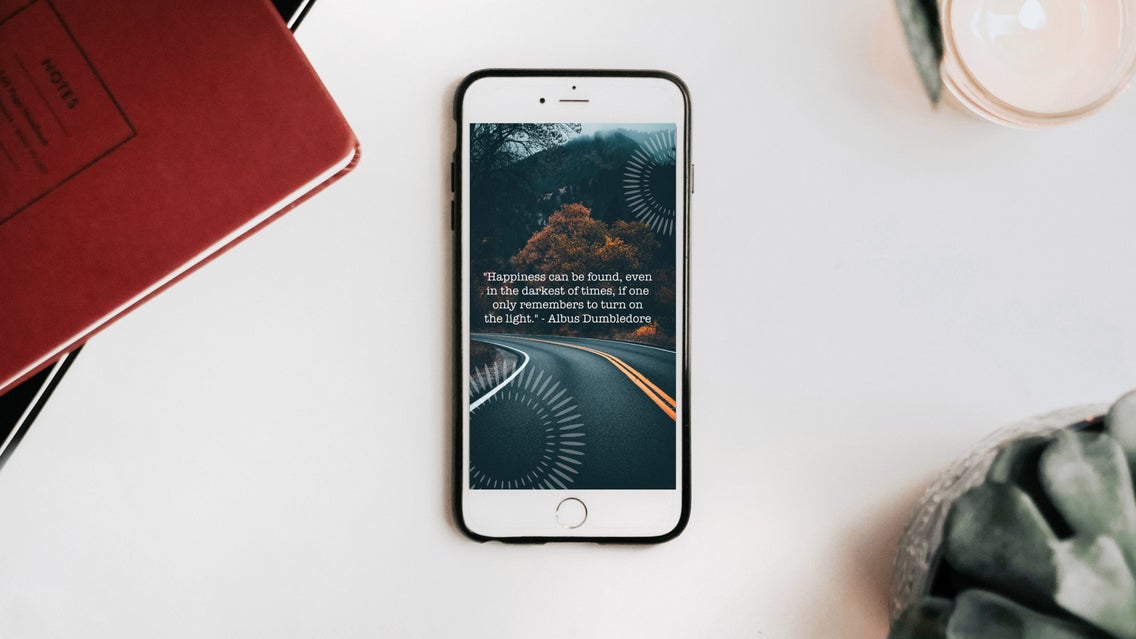 NOTES
"Happiness can be found, even
in the darkest of times, if one
only remembers to turn on
the light." - Albus Dumbledore